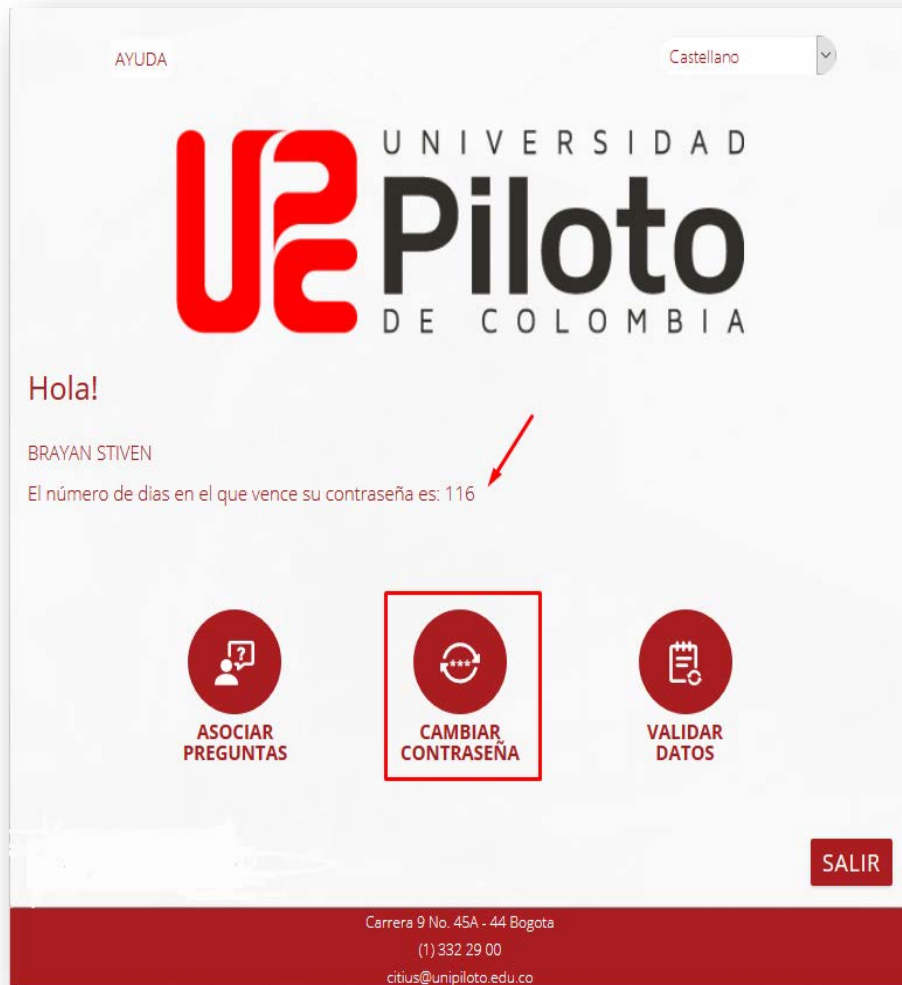 AYUDA
Castellano
UNIVERSIDAD
Piloto
DE COLOMBIA
Hola!
BRAYAN STIVEN
El número de dias en el que vence su contraseña es: 116
?
***
ASOCIAR
PREGUNTAS
CAMBIAR
CONTRASEÑA
VALIDAR
DATOS
SALIR
Carrera 9 No. 45A - 44 Bogota
(1) 332 29 00
citius@unipiloto.edu.co